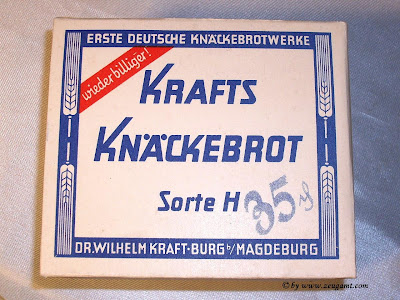 ERSTE DEUTSCHE KNÄCKEBROTWERKE
wieder billiger!
KRAFTS
KNÄCKEBROT
Sorte H
35
DR. WILHELM KRAFT-BURG b/MAGDEBURG
© by www.zeugamt.com